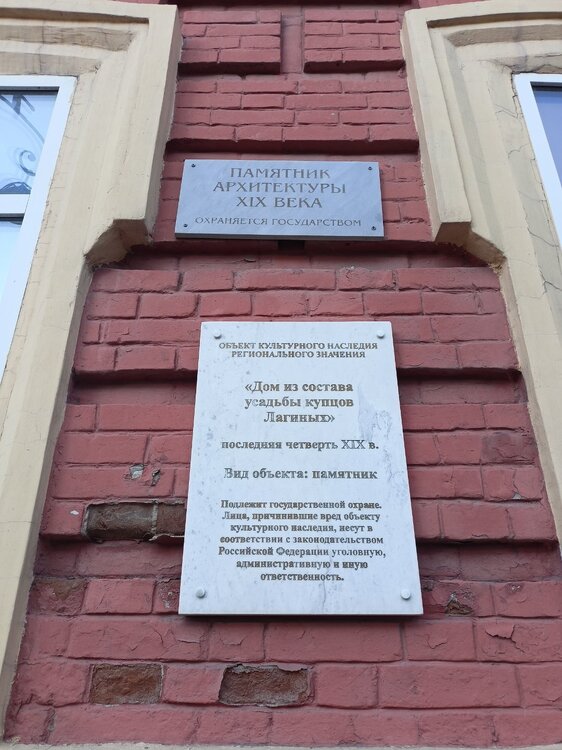 ПАМЯТНИК
АРХИТЕКТУРЫ
XIX ВЕКА
ОХРАНЯЕТСЯ ГОСУДАРСТВОМ
ОБЪЕКТ КУЛЬТУРНОГО НАСЛЕДИЯ
РЕГИОНАЛЬНОГО ЗНАЧЕНИЯ
«Дом из состава
усадьбы купцов
Лагиных»
последняя четверть XIX в.
Вид объекта: памятник
Подлежит государственной охране.
Лица, причинившие вред объекту
культурного наследия, несут в
соответствии с законодательством
Российской Федерации уголовную,
административную и иную
ответственность.